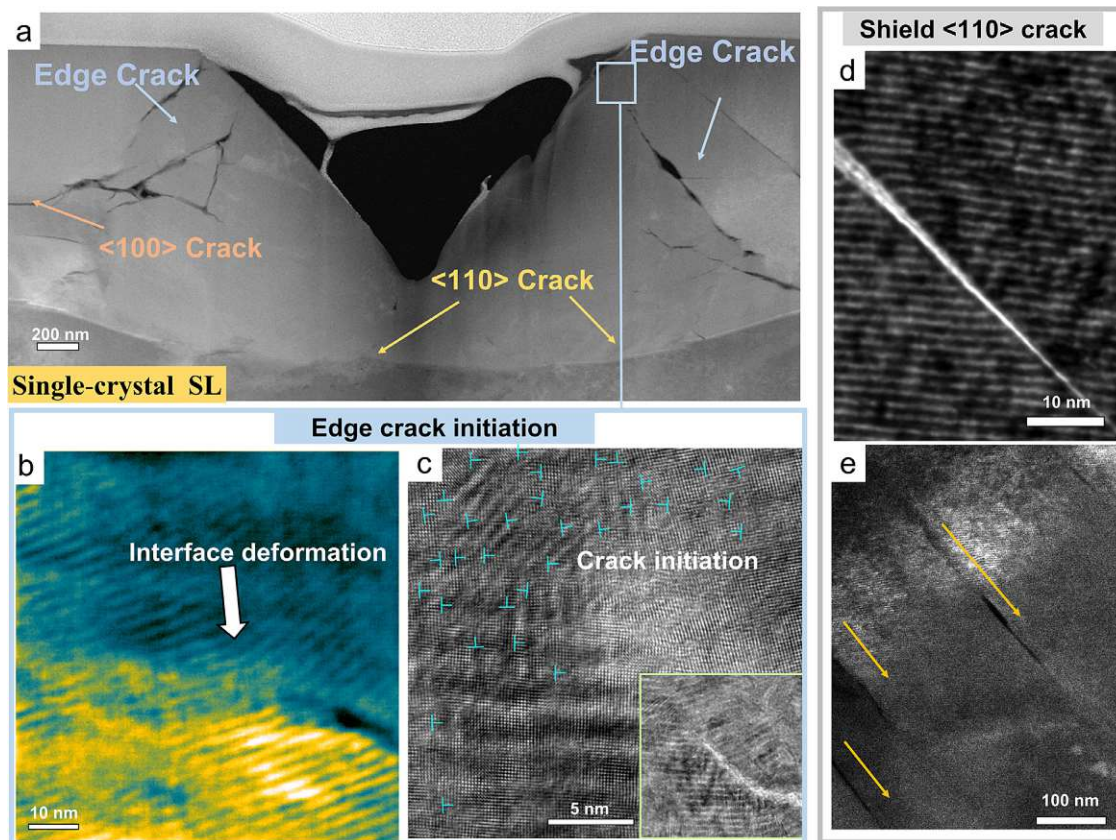 a
Edge Crack
Edge Crack
<100> Crack
<110> Crack
200 nm
Single-crystal SL
Edge crack initiation
b
Interface deformation
10 nm
c
Crack initiation
5 nm
Shield <110> crack
d
10 nm
e
100 nm